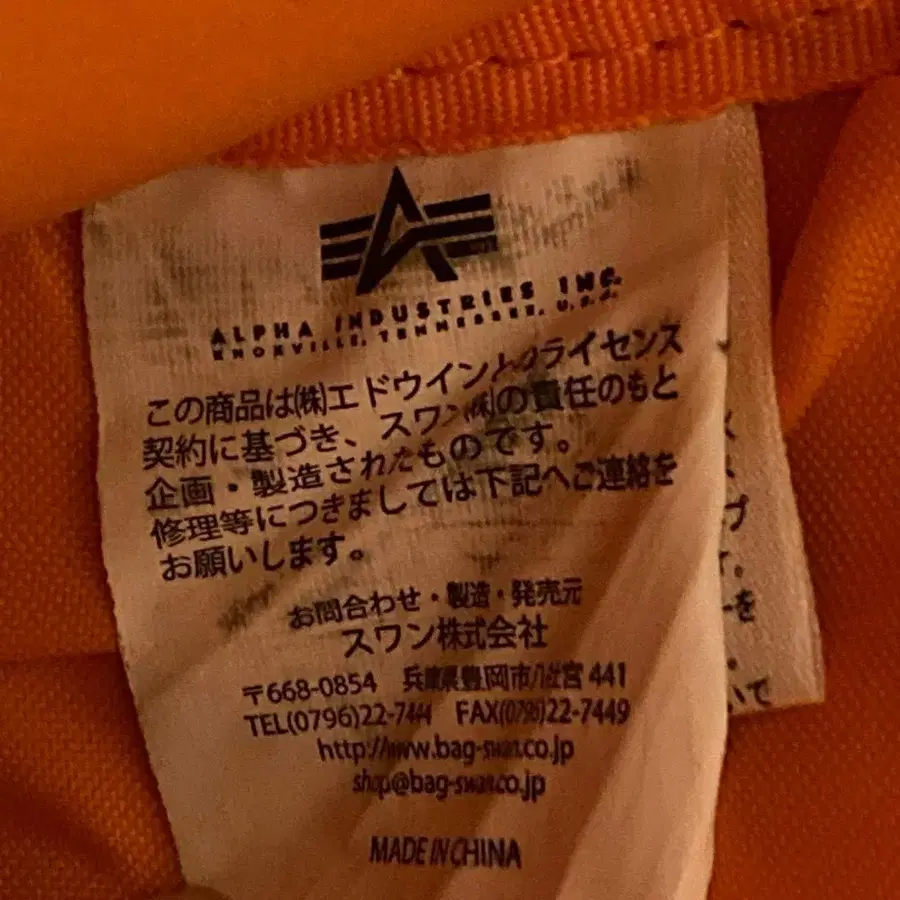 ALPHA INDUSTRIES INC.
KNOXVILLE, TENNESSEE, U.S.A.
この商品は(株)エドウインとのライセンス
契約に基づき、スワン(株)の責任のもと
企画・製造されたものです。
修理等につきましては下記へご連絡を
お願いします。
お問合わせ・製造・発売元
スワン株式会社
〒668-0854 兵庫県豊岡市八社宮 441
TEL(0796)22-7444 FAX(0796)22-7449
http://www.bag-swan.co.jp
shop@bag-swan.co.jp
MADE IN CHINA
プ
す。
を
いて